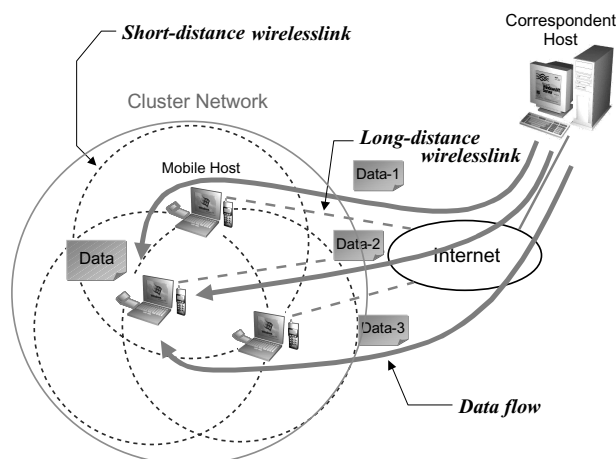 Correspondent
Host
Short-distance wirelesslink
Cluster Network
Long-distance
wirelesslink
Mobile Host
Data-1
Data
Data-2
Internet
Data-3
Data flow